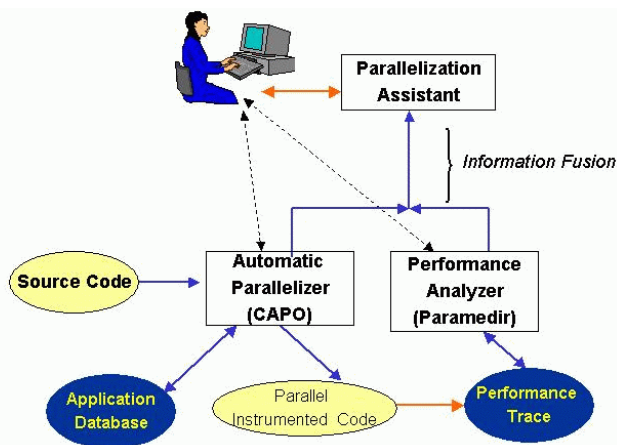 Parallelization
Assistant
Information Fusion
Source Code
Automatic
Parallelizer
(CAPO)
Performance
Analyzer
(Paramedir)
Application
Database
Parallel
Instrumented Code
Performance
Trace